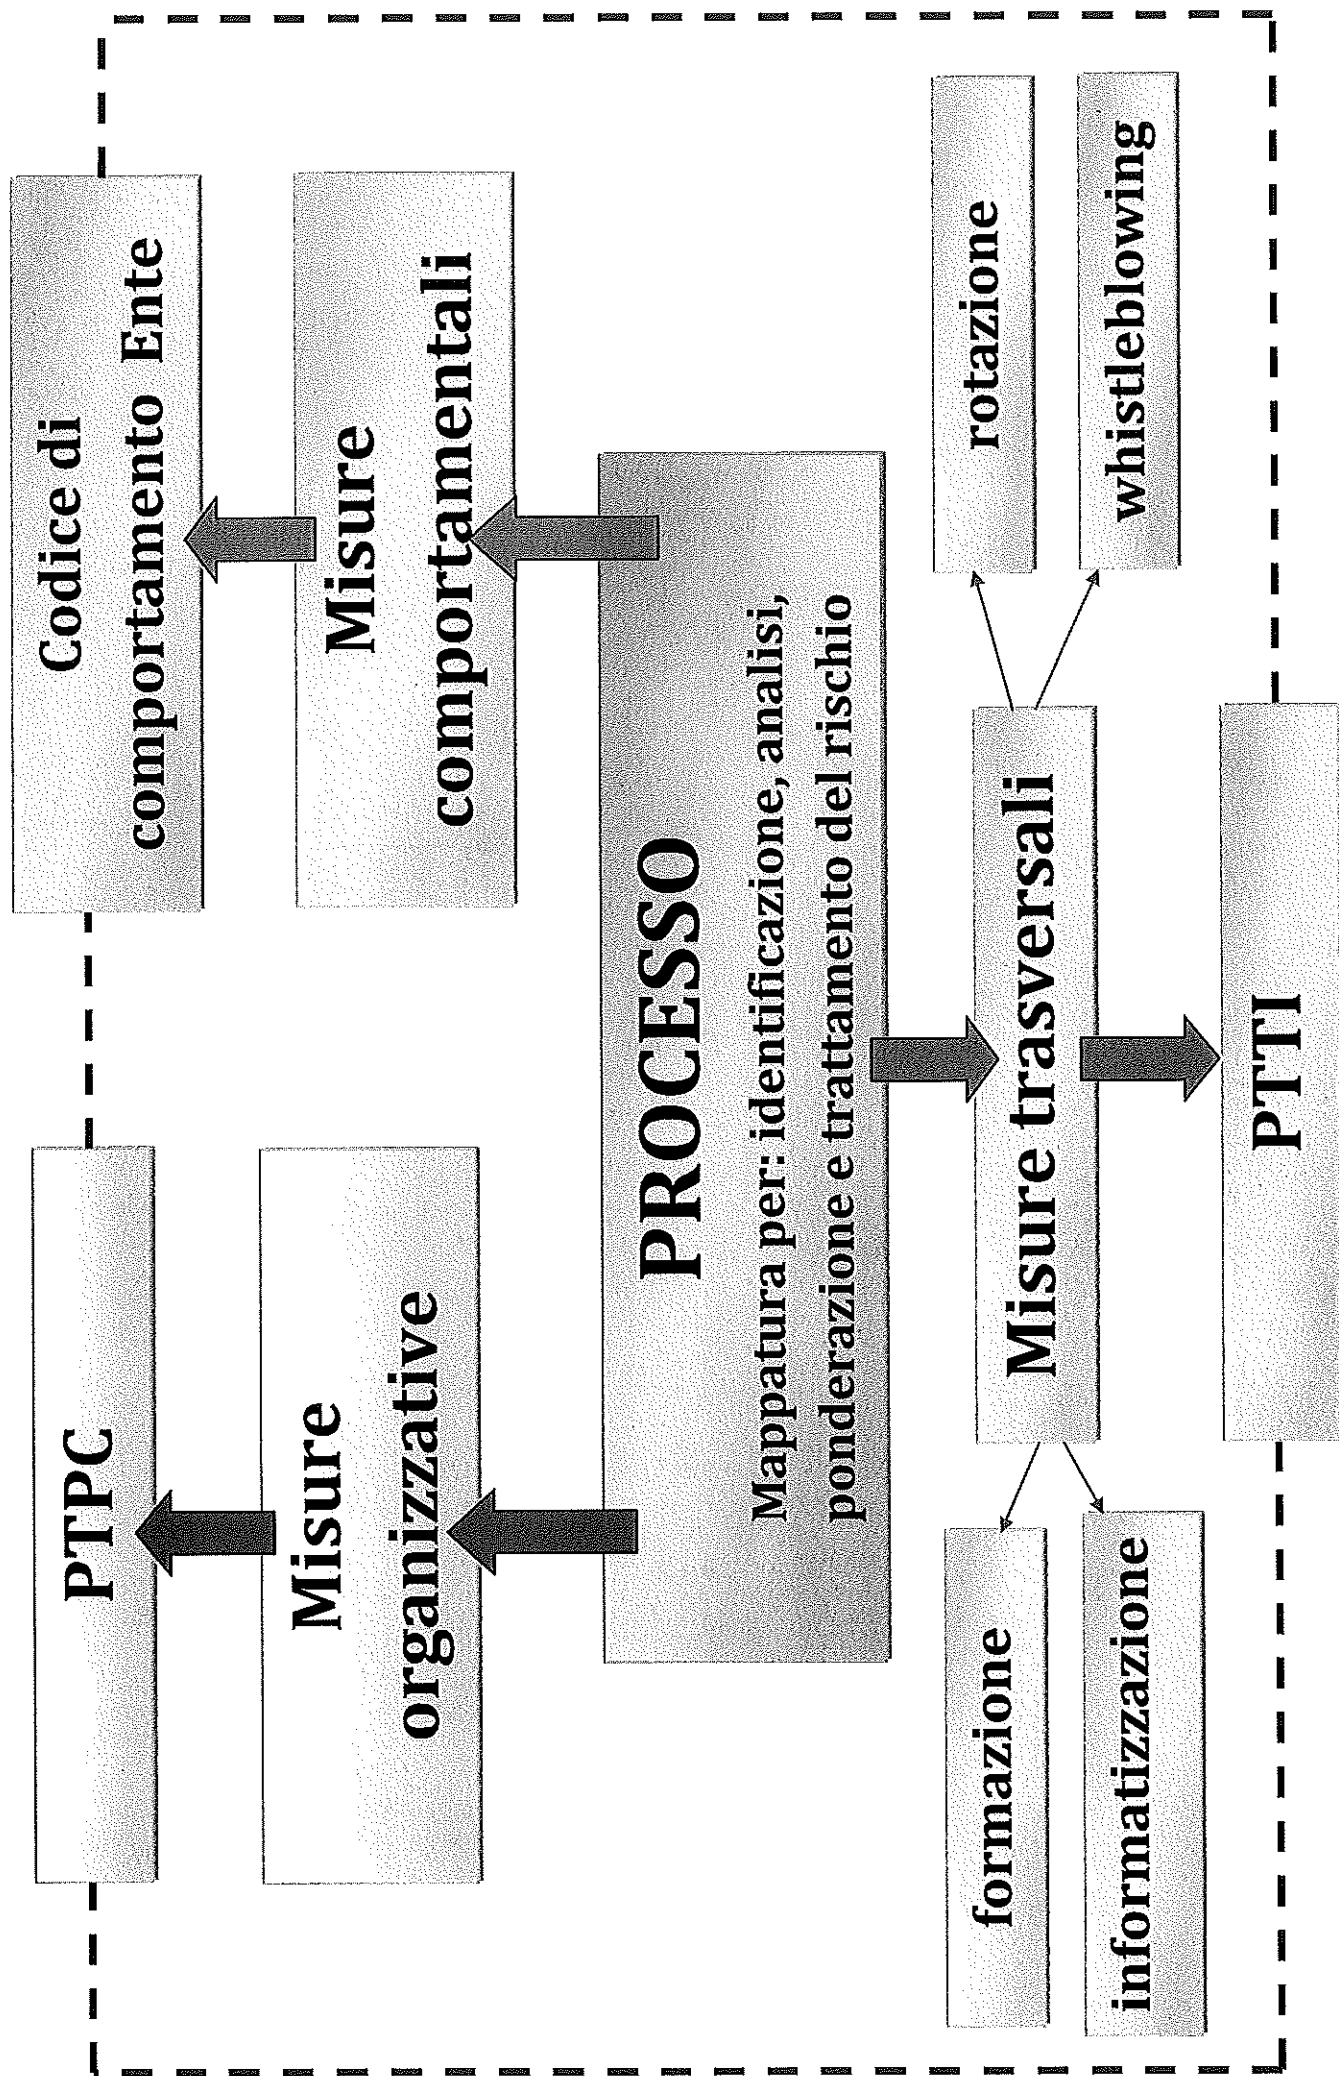 PTPC
Codice di
comportamento Ente
Misure
organizzative
Misure
comportamentali
PROCESSO
Mappatura per: identificazione, analisi,
ponderazione e trattamento del rischio
formazione
informatizzazione
Misure trasversali
rotazione
whistleblowing
PTTI